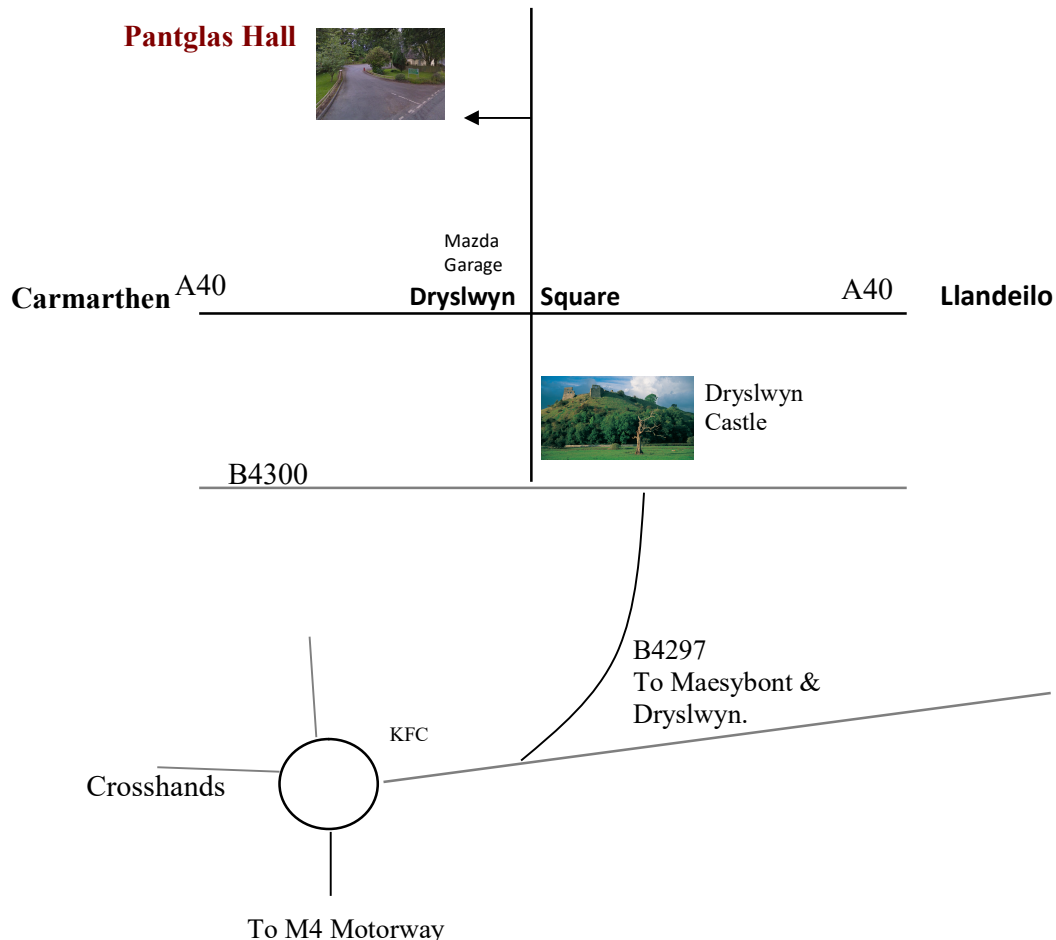 Pantglas Hall
Mazda
Garage
Carmarthen A40 Dryslwyn Square A40 Llandeilo
Dryslwyn
Castle
B4300
B4297
To Maesybont &
Dryslwyn.
KFC
Crosshands
To M4 Motorway